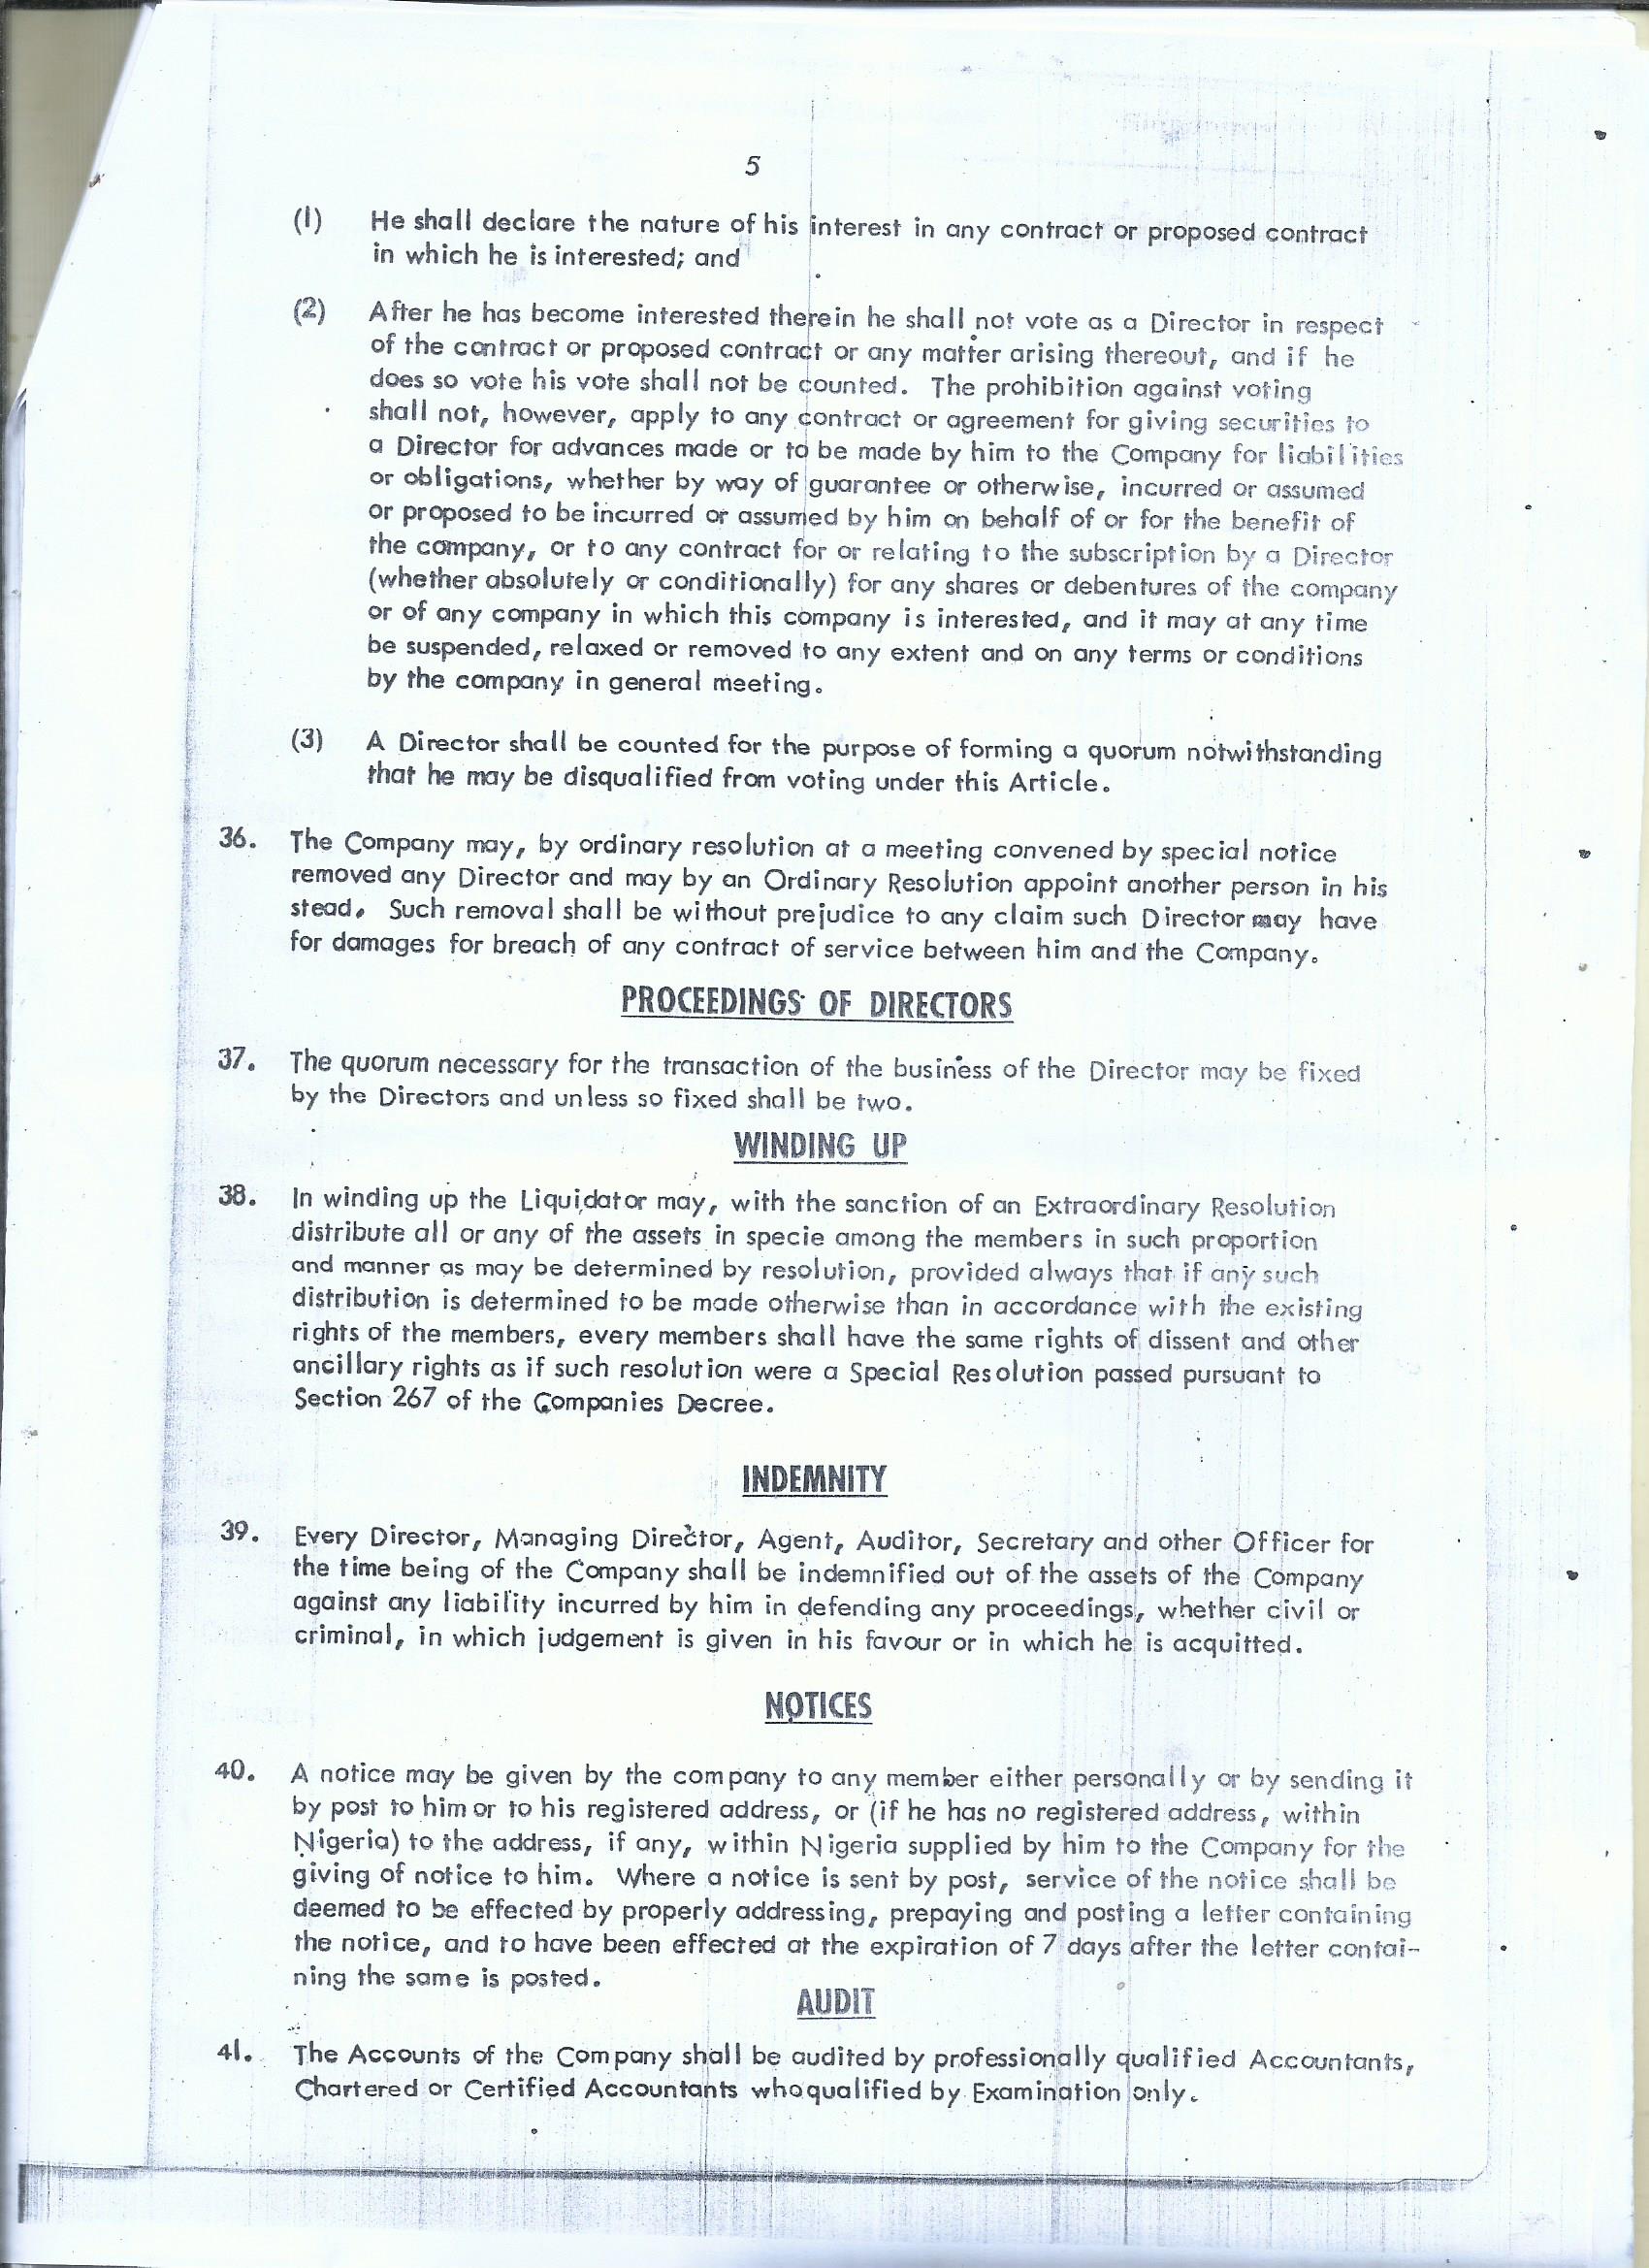 5
(1) He shall declare the nature of his interest in any contract or proposed contract
in which he is interested; and
(2) After he has become interested therein he shall not vote as a Director in respect
of the contract or proposed contract or any matter arising thereout, and if he
does so vote his vote shall not be counted. The prohibition against voting
shall not, however, apply to any contract or agreement for giving securities to
a Director for advances made or to be made by him to the Company for liabilities
or obligations, whether by way of guarantee or otherwise, incurred or assumed
or proposed to be incurred or assumed by him on behalf of or for the benefit of
the company, or to any contract for or relating to the subscription by a Director
(whether absolutely or conditionally) for any shares or debentures of the company
or of any company in which this company is interested, and it may at any time
be suspended, relaxed or removed to any extent and on any terms or conditions
by the company in general meeting.
(3) A Director shall be counted for the purpose of forming a quorum notwithstanding
that he may be disqualified from voting under this Article.
36. The Company may, by ordinary resolution at a meeting convened by special notice
removed any Director and may by an Ordinary Resolution appoint another person in his
stead. Such removal shall be without prejudice to any claim such Director may have
for damages for breach of any contract of service between him and the Company.
PROCEEDINGS OF DIRECTORS
37. The quorum necessary for the transaction of the business of the Director may be fixed
by the Directors and unless so fixed shall be two.
WINDING UP
38. In winding up the Liquidator may, with the sanction of an Extraordinary Resolution
distribute all or any of the assets in specie among the members in such proportion
and manner as may be determined by resolution, provided always that if any such
distribution is determined to be made otherwise than in accordance with the existing
rights of the members, every members shall have the same rights of dissent and other
ancillary rights as if such resolution were a Special Resolution passed pursuant to
Section 267 of the Companies Decree.
INDEMNITY
39. Every Director, Managing Director, Agent, Auditor, Secretary and other Officer for
the time being of the Company shall be indemnified out of the assets of the Company
against any liability incurred by him in defending any proceedings, whether civil or
criminal, in which judgement is given in his favour or in which he is acquitted.
NOTICES
40. A notice may be given by the company to any member either personally or by sending it
by post to him or to his registered address, or (if he has no registered address, within
Nigeria) to the address, if any, within Nigeria supplied by him to the Company for the
giving of notice to him. Where a notice is sent by post, service of the notice shall be
deemed to be effected by properly addressing, prepaying and posting a letter containing
the notice, and to have been effected at the expiration of 7 days after the letter contai-
ning the same is posted.
AUDIT
41. The Accounts of the Company shall be audited by professionally qualified Accountants,
Chartered or Certified Accountants who qualified by Examination only.